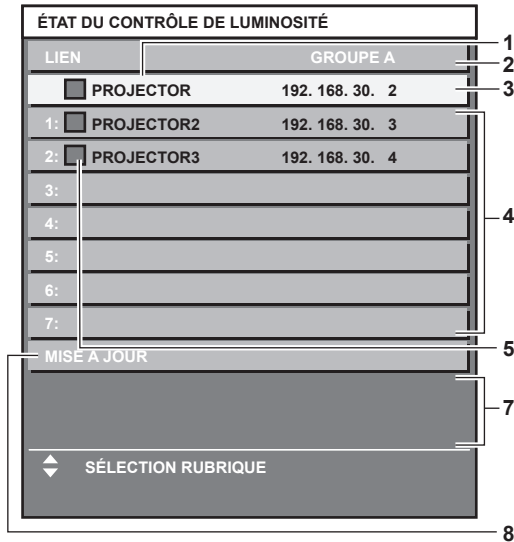 ÉTAT DU CONTRÔLE DE LUMINOSITÉ
LIEN GROUPE A
PROJECTOR 192. 168. 30. 2
1: PROJECTOR2 192. 168. 30. 3
2: PROJECTOR3 192. 168. 30. 4
3:
4:
5:
6:
7:
MISE A JOUR
SÉLECTION RUBRIQUE
1
2
3
4
5
7
8